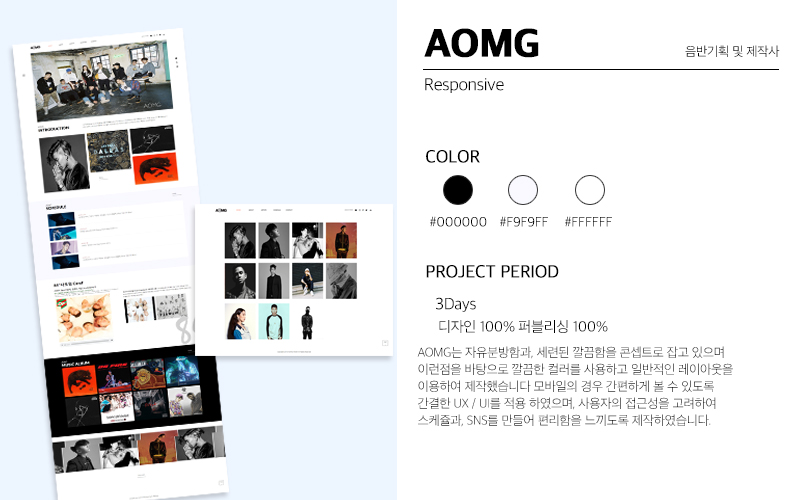 AOMG
AOMG
INTRODUCTION
SCHEDULE
MUSIC ALBUM
AOMG
AOMG
음반기획 및 제작사
Responsive
COLOR
#000000
#F9F9FF
#FFFFFF
PROJECT PERIOD
3Days
디자인 100% 퍼블리싱 100%
AOMG는 자유분방함과, 세련된 깔끔함을 콘셉트로 잡고 있으며
이런점을 바탕으로 깔끔한 컬러를 사용하고 일반적인 레이아웃을
이용하여 제작했습니다 모바일의 경우 간편하게 볼 수 있도록
간결한 UX / UI를 적용 하였으며, 사용자의 접근성을 고려하여
스케쥴과, SNS를 만들어 편리함을 느끼도록 제작하였습니다.